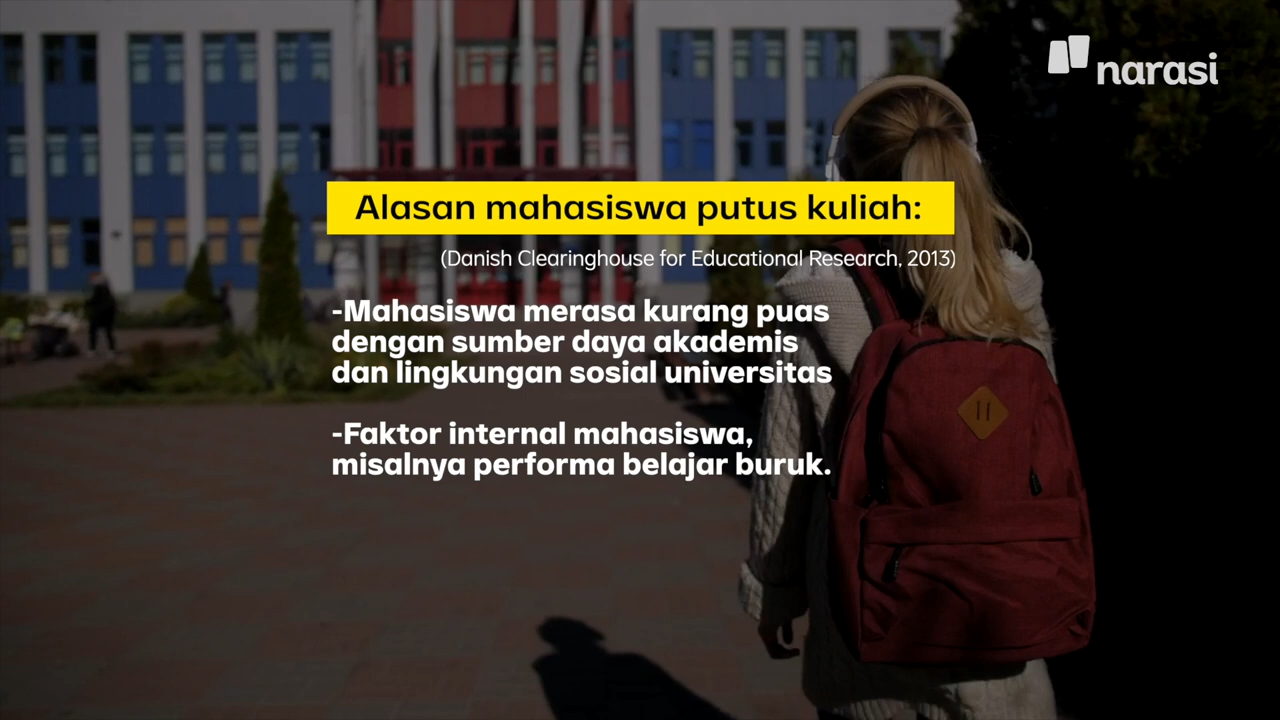 narasi
Alasan mahasiswa putus kuliah:
(Danish Clearinghouse for Educational Research, 2013)
-Mahasiswa merasa kurang puas
dengan sumber daya akademis
dan lingkungan sosial universitas
-Faktor internal mahasiswa,
misalnya performa belajar buruk.